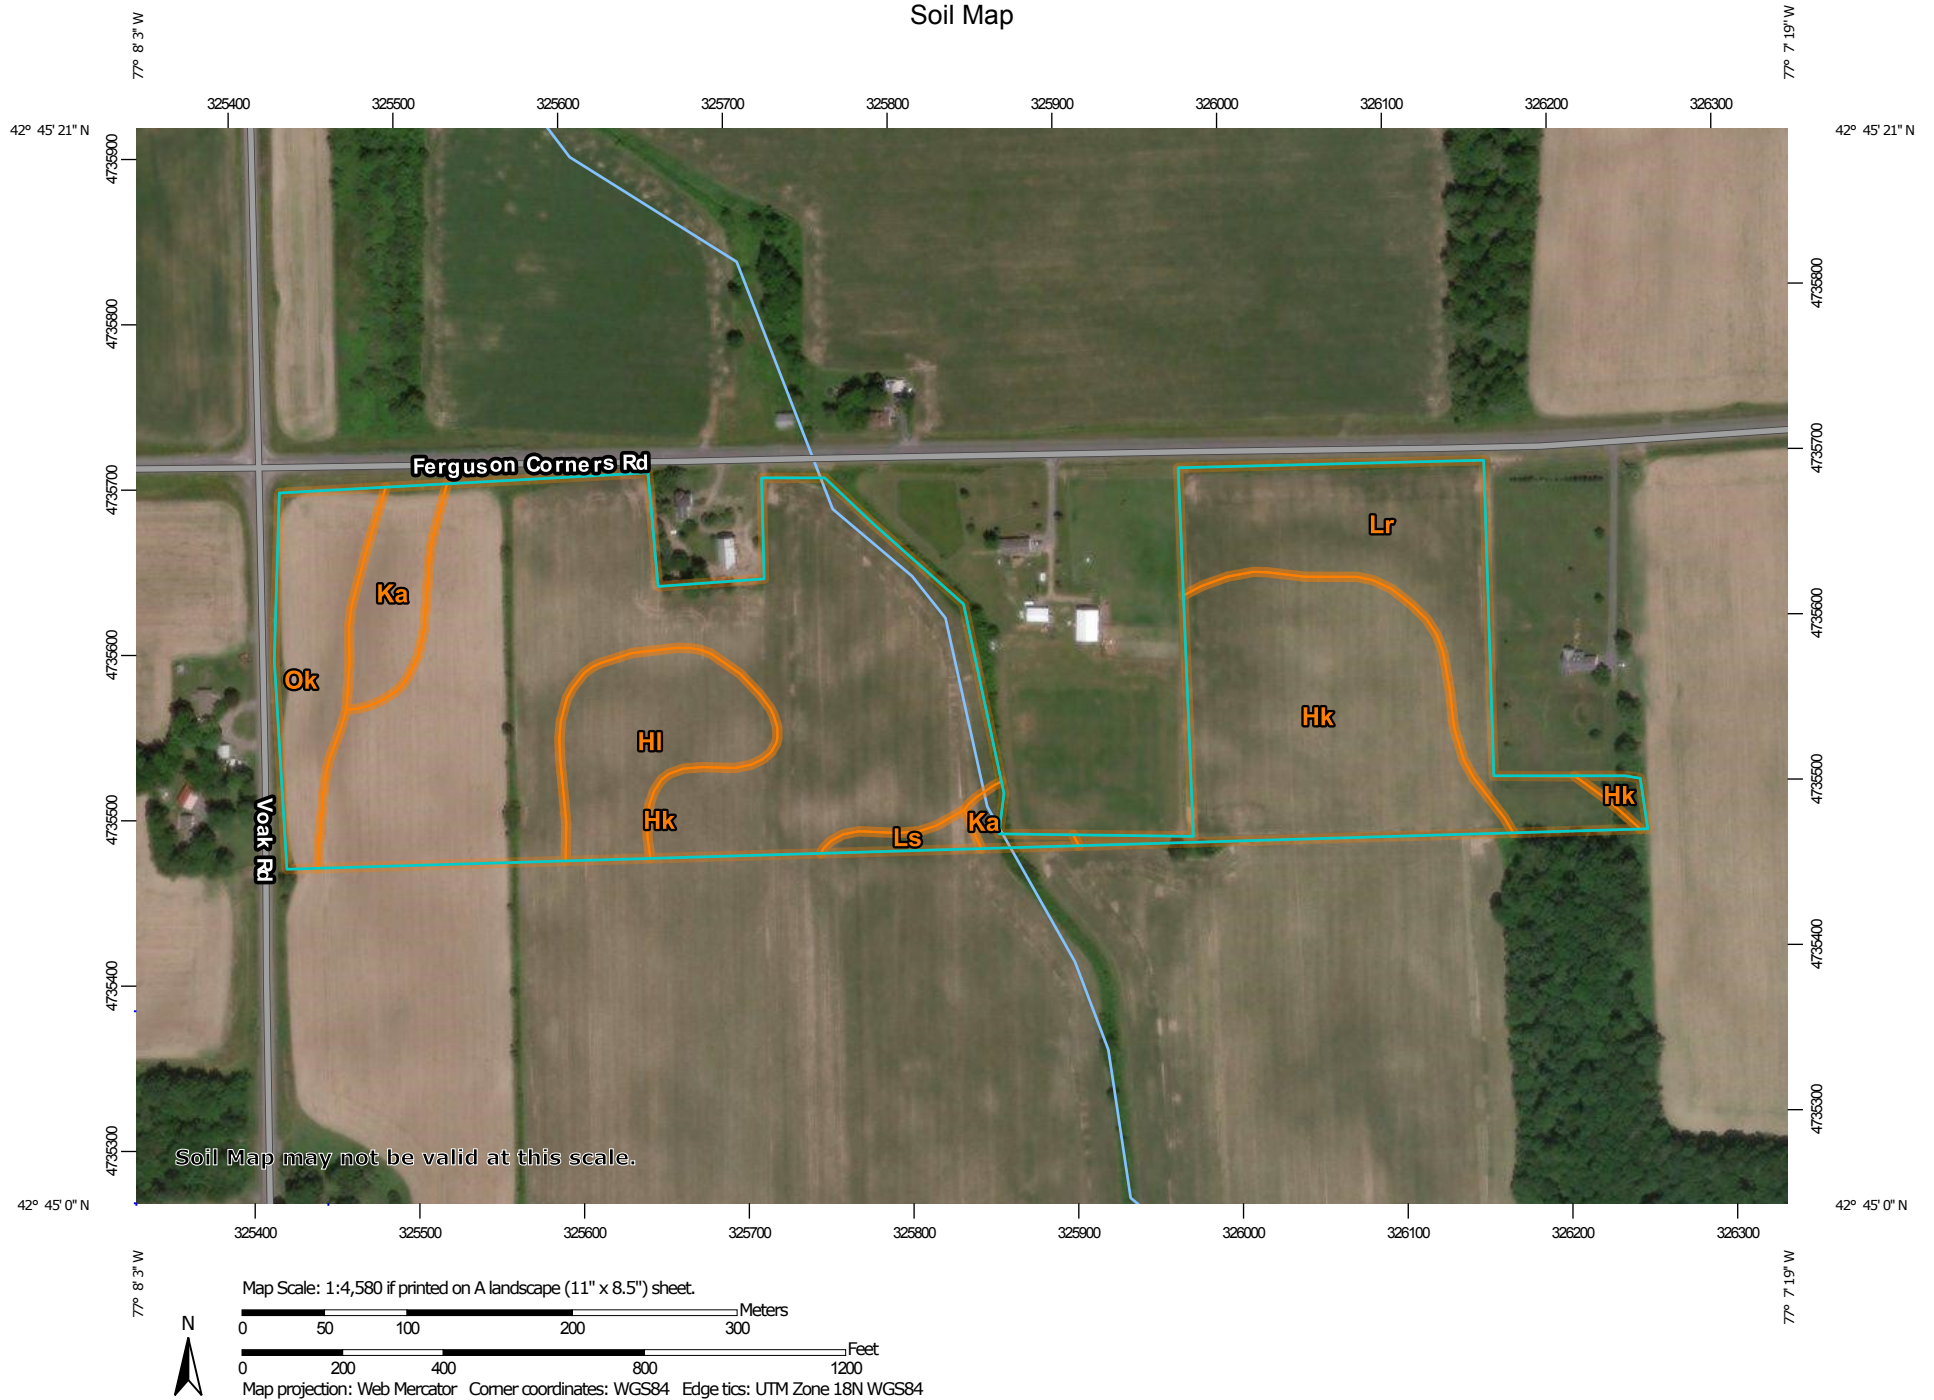 Soil Map
77° 8' 3" W
77° 7' 19" W
325400 325500 325600 325700 325800 325900 326000 326100 326200 326300
42° 45' 21" N
42° 45' 21" N
4735900
4735800
4735700
4735600
4735500
4735400
4735300
4735800
4735700
4735600
4735500
4735400
4735300
Ferguson Corners Rd
Voak Rd
Lr
Ka
Ok
Hk
Hl
Hk
Hk
Ka
Ls
Soil Map may not be valid at this scale.
42° 45' 0" N
42° 45' 0" N
325400 325500 325600 325700 325800 325900 326000 326100 326200 326300
77° 8' 3" W
77° 7' 19" W
Map Scale: 1:4,580 if printed on A landscape (11" x 8.5") sheet.
Meters
0 50 100 200 300
N
Feet
0 200 400 800 1200
Map projection: Web Mercator Corner coordinates: WGS84 Edge tics: UTM Zone 18N WGS84